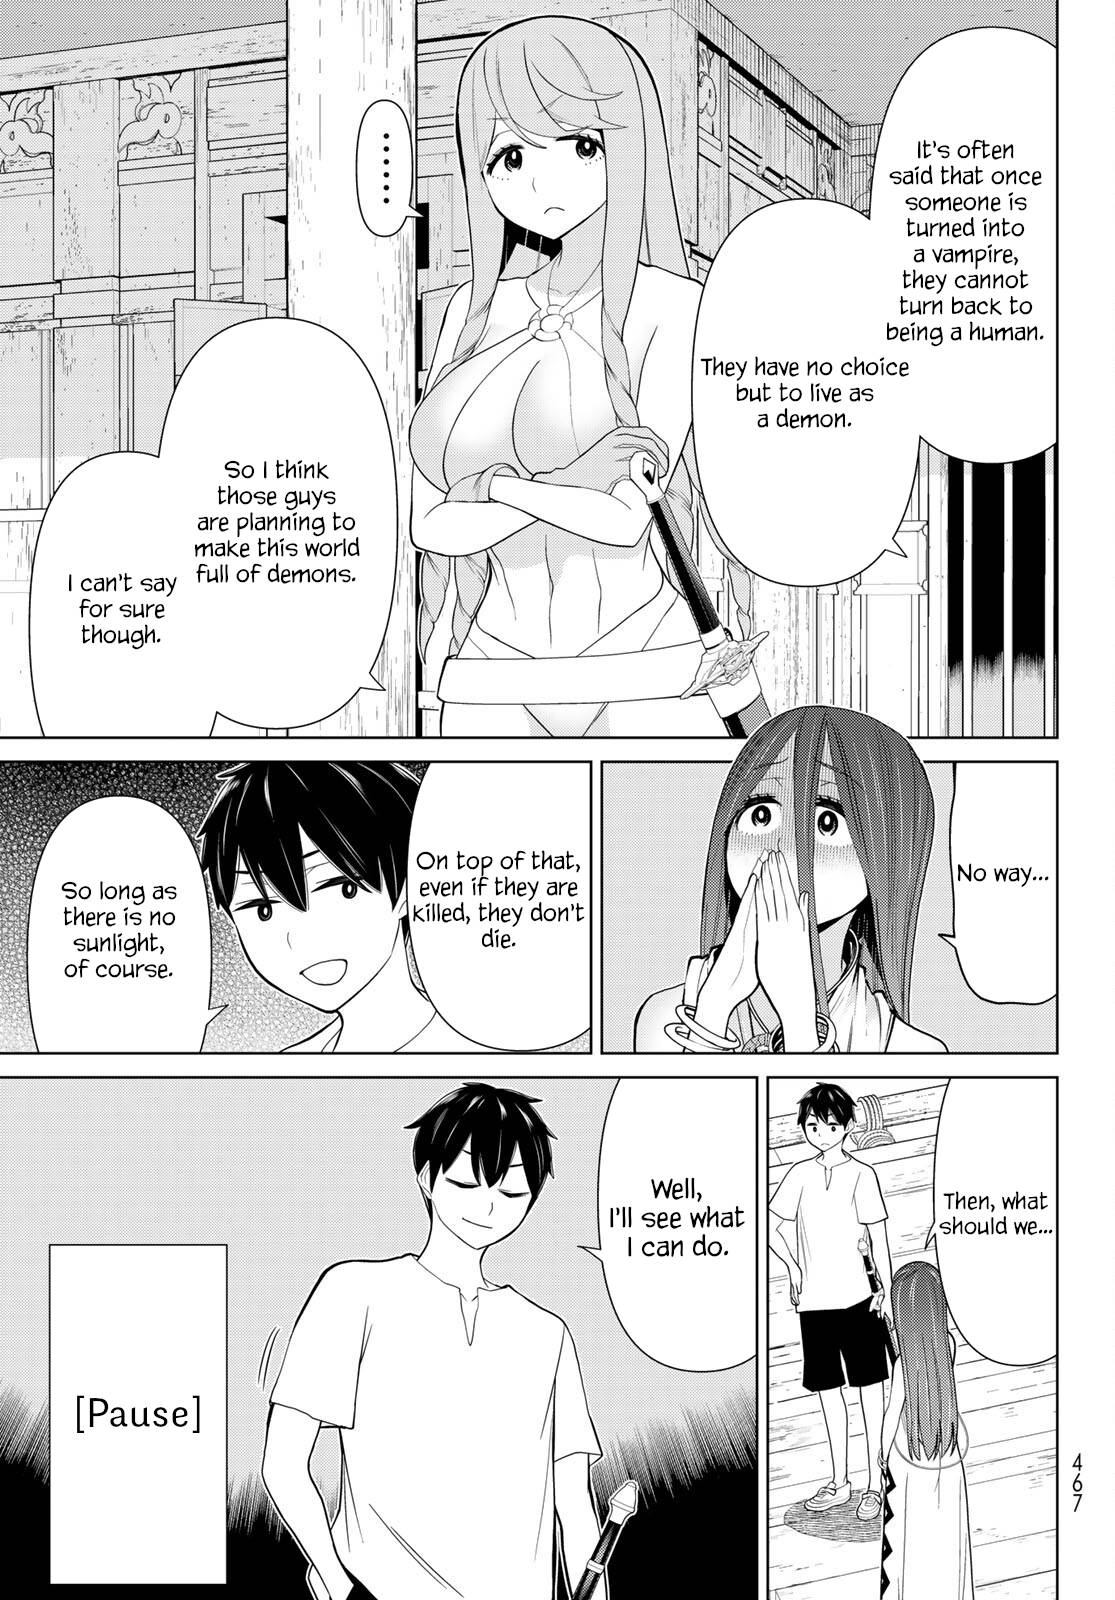 It's often
said that once
someone is
turned into
a vampire,
they cannot
turn back to
being a human.
They have no choice
but to live as
a demon.
........
So I think
those guys
are planning to
make this world
full of demons.
I can't say
for sure
though.
No way...
On top of that,
even if they are
killed, they don't
die.
So long as
there is no
sunlight,
of course.
Then, what
should we...
Well,
I'll see what
I can do.
[Pause]
467